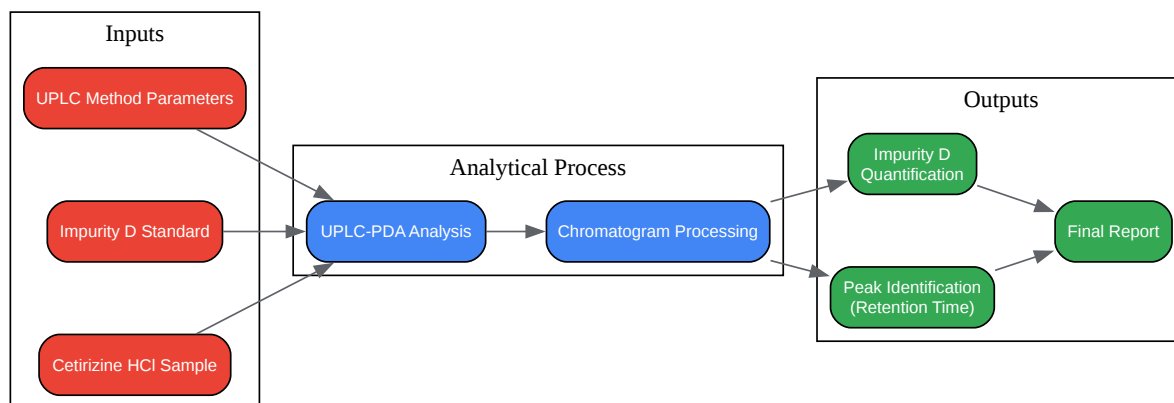 Inputs
UPLC Method Parameters
Impurity D Standard
Cetirizine HCl Sample
Analytical Process
UPLC-PDA Analysis
Chromatogram Processing
Outputs
Impurity D
Quantification
Peak Identification
(Retention Time)
Final Report